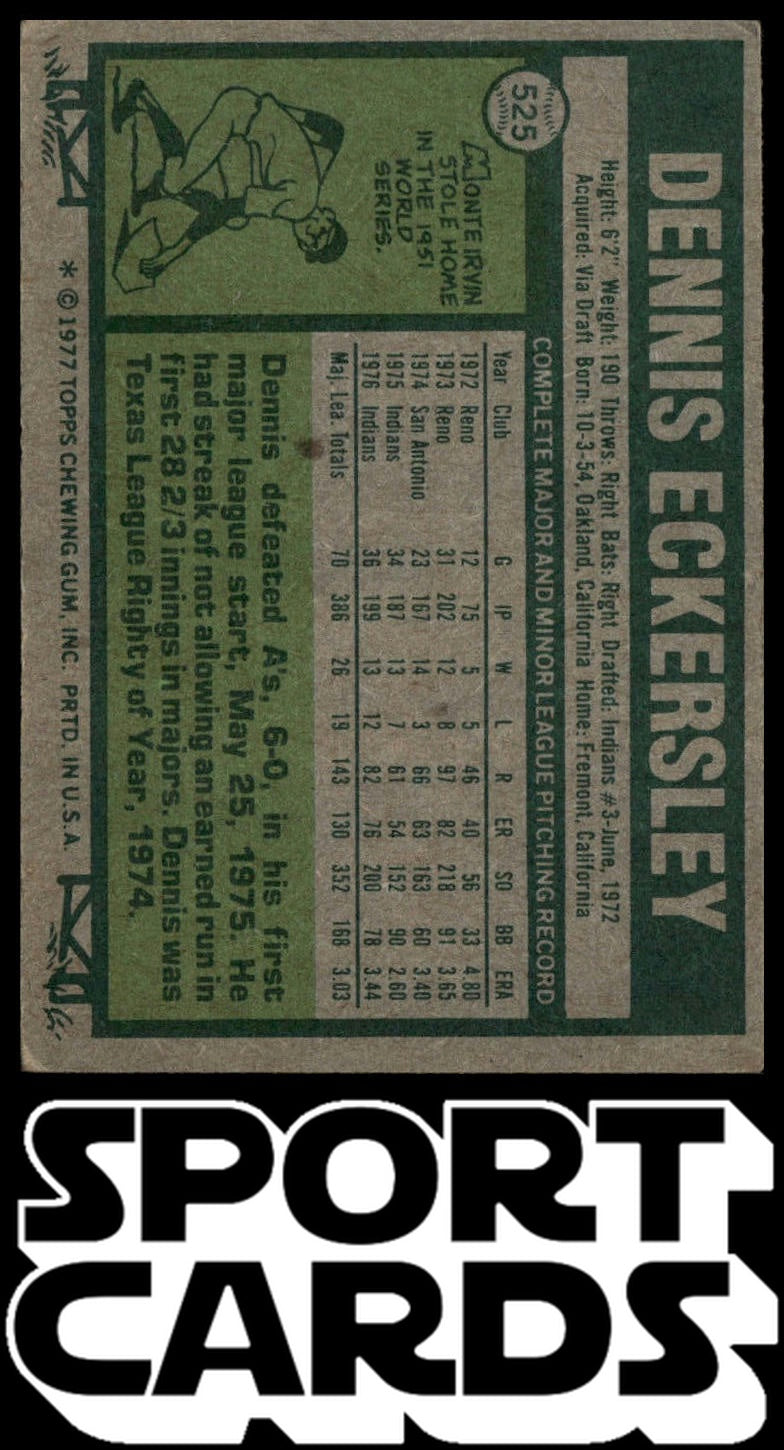 525
DENNIS ECKERSLEY
Height: 6'2" Weight: 190 Throws: Right Bats: Right Drafted: Indians #3-June, 1972
Acquired: Via Draft Born: 10-3-54, Oakland, California Home: Fremont, California
COMPLETE MAJOR AND MINOR LEAGUE PITCHING RECORD
Year Club G IP W L R ER SO BB ERA
1972 Reno 12 75 5 5 46 40 56 33 4.80
1973 Reno 31 202 12 8 97 82 218 91 3.65
1974 San Antonio 23 167 14 3 66 63 163 60 3.40
1975 Indians 34 187 13 7 61 54 152 90 2.60
1976 Indians 36 199 13 12 82 76 200 78 3.44
Maj. Lea. Totals 70 386 26 19 143 130 352 168 3.03
MONTE IRVIN
STOLE HOME
IN THE 1951
WORLD
SERIES.
Dennis defeated A's, 6-0, in his first
major league start, May 25, 1975. He
had streak of not allowing an earned run in
first 28 2/3 innings in majors. Dennis was
Texas League Righty of Year, 1974.
* © 1977 TOPPS CHEWING GUM, INC. PRTD. IN U.S.A.
SPORT
CARDS